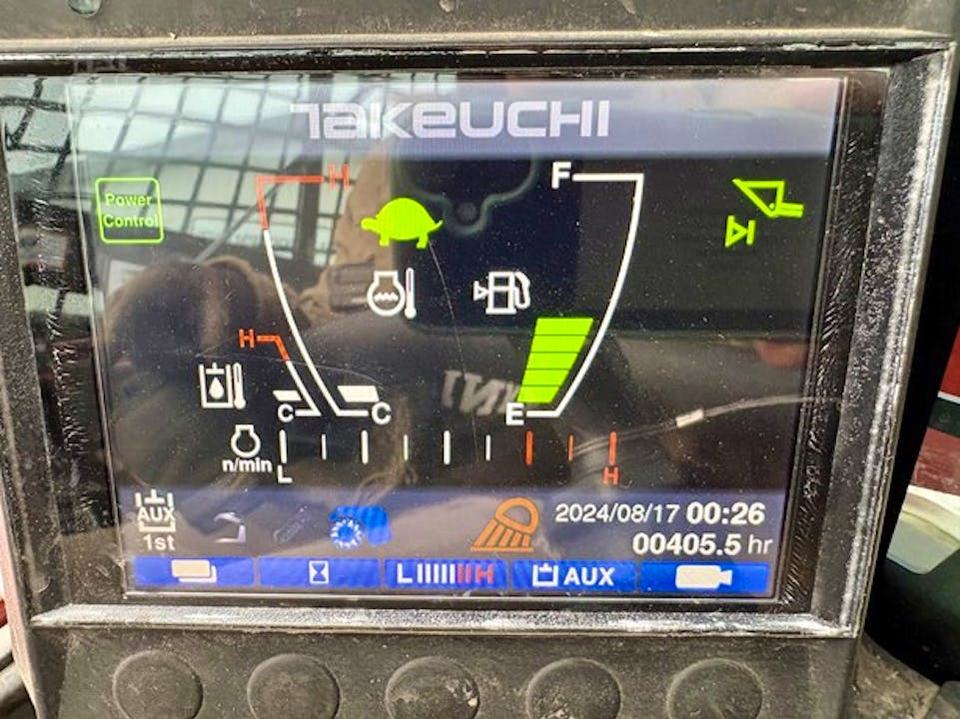 TAKEUCHI
Power
Control
H
F
H
C
C
E
n/min
L
H
AUX
1st
2024/08/17 00:26
00405.5 hr
L H
AUX